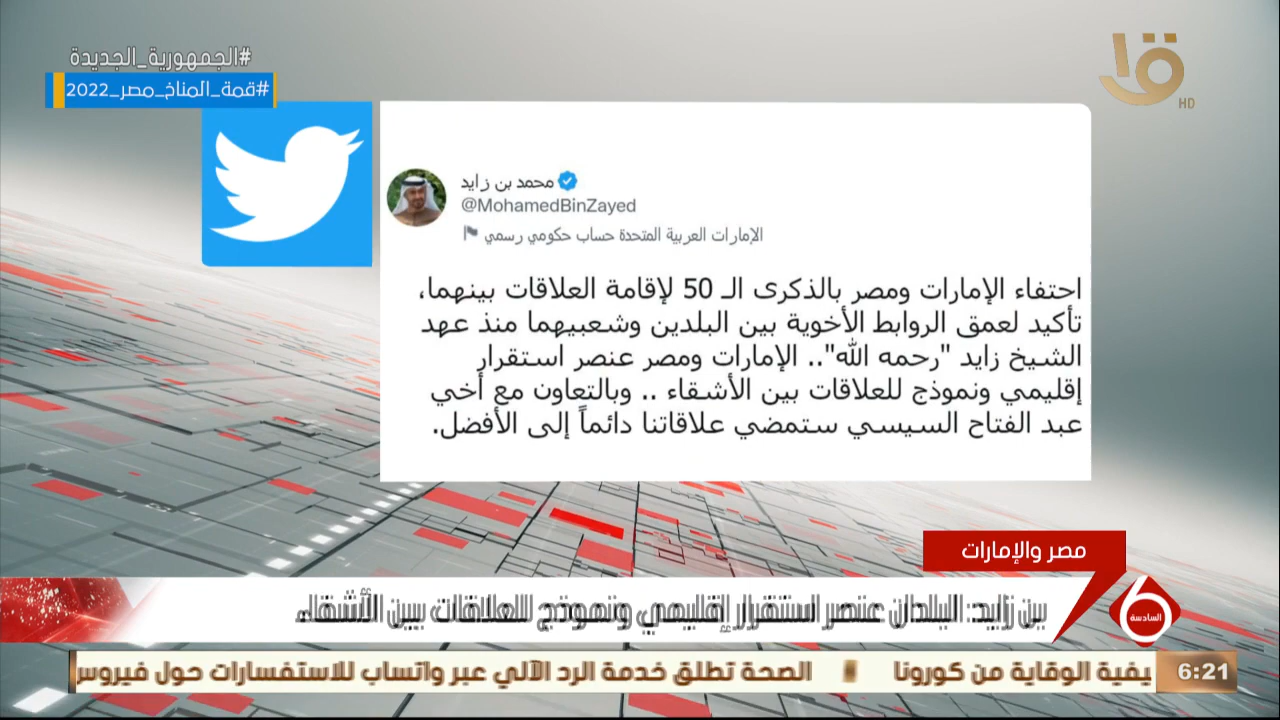 #الجمهورية_الجديدة
#قمة_المناخ_مصر_2022
HD
محمد بن زايد
@MohamedBinZayed
الإمارات العربية المتحدة حساب حكومي رسمي
احتفاء الإمارات ومصر بالذكرى الـ 50 لإقامة العلاقات بينهما،
تأكيد لعمق الروابط الأخوية بين البلدين وشعبيهما منذ عهد
الشيخ زايد "رحمه الله".. الإمارات ومصر عنصر استقرار
إقليمي ونموذج للعلاقات بين الأشقاء .. وبالتعاون مع أخي
عبد الفتاح السيسي ستمضي علاقاتنا دائماً إلى الأفضل.
مصر والإمارات
بن زايد: البلدان عنصر استقرار إقليمي ونموذج للعلاقات بين الأشقاء
السادسة
6:21
يفية الوقاية من كورونا
الصحة تطلق خدمة الرد الآلي عبر واتساب للاستفسارات حول فيروس